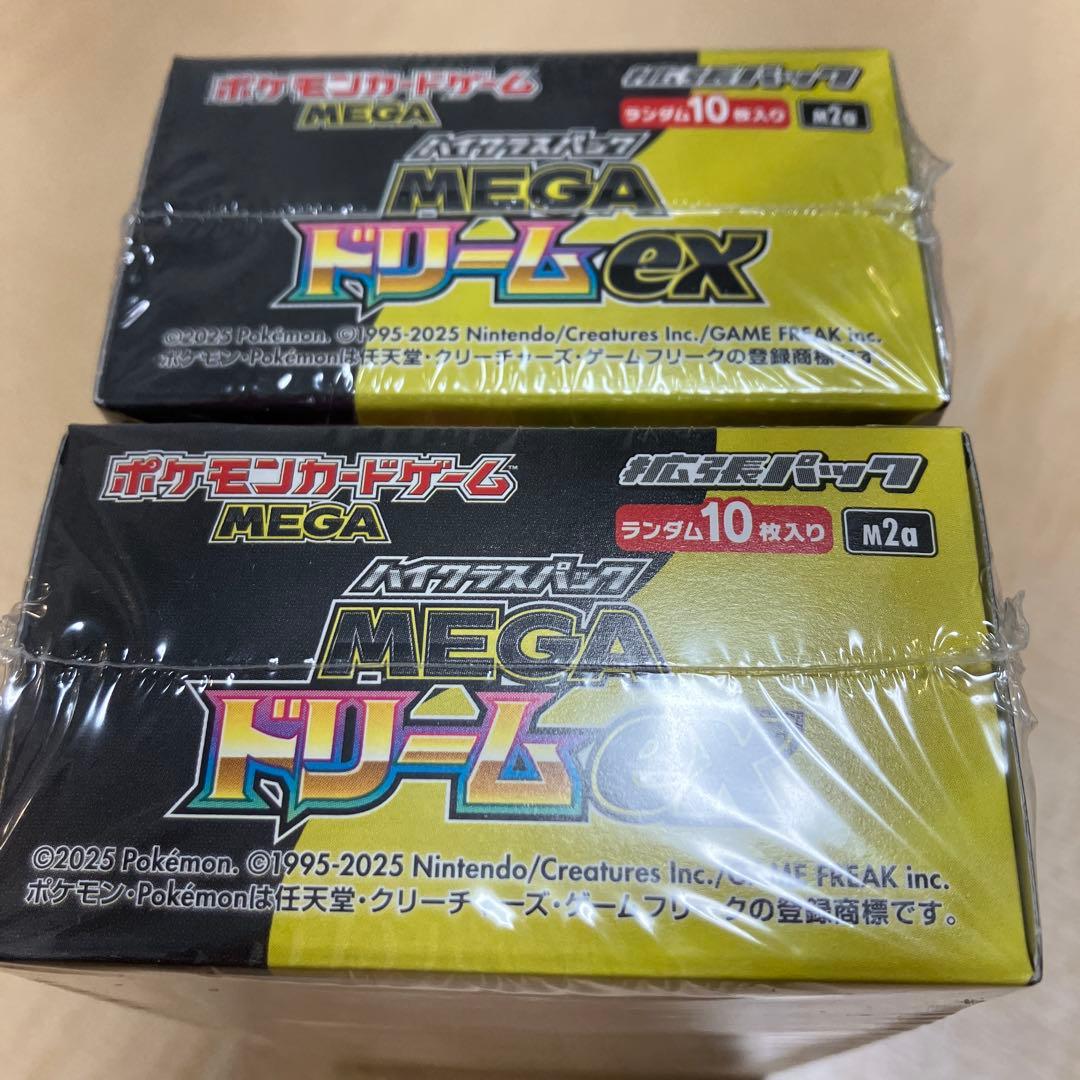 ポケモンカードゲーム
MEGA
拡張パック
ランダム10枚入り M2a
ハイクラスパック
MEGA
ドリームex
©2025 Pokémon. ©1995-2025 Nintendo/Creatures Inc./GAME FREAK inc.
ポケモン・Pokémonは任天堂・クリーチャーズ・ゲームフリークの登録商標です
ポケモンカードゲーム™
MEGA
拡張パック
ランダム10枚入り M2a
ハイクラスパック
MEGA
ドリームex
©2025 Pokémon. ©1995-2025 Nintendo/Creatures Inc./GAME FREAK inc.
ポケモン・Pokémonは任天堂・クリーチャーズ・ゲームフリークの登録商標です。